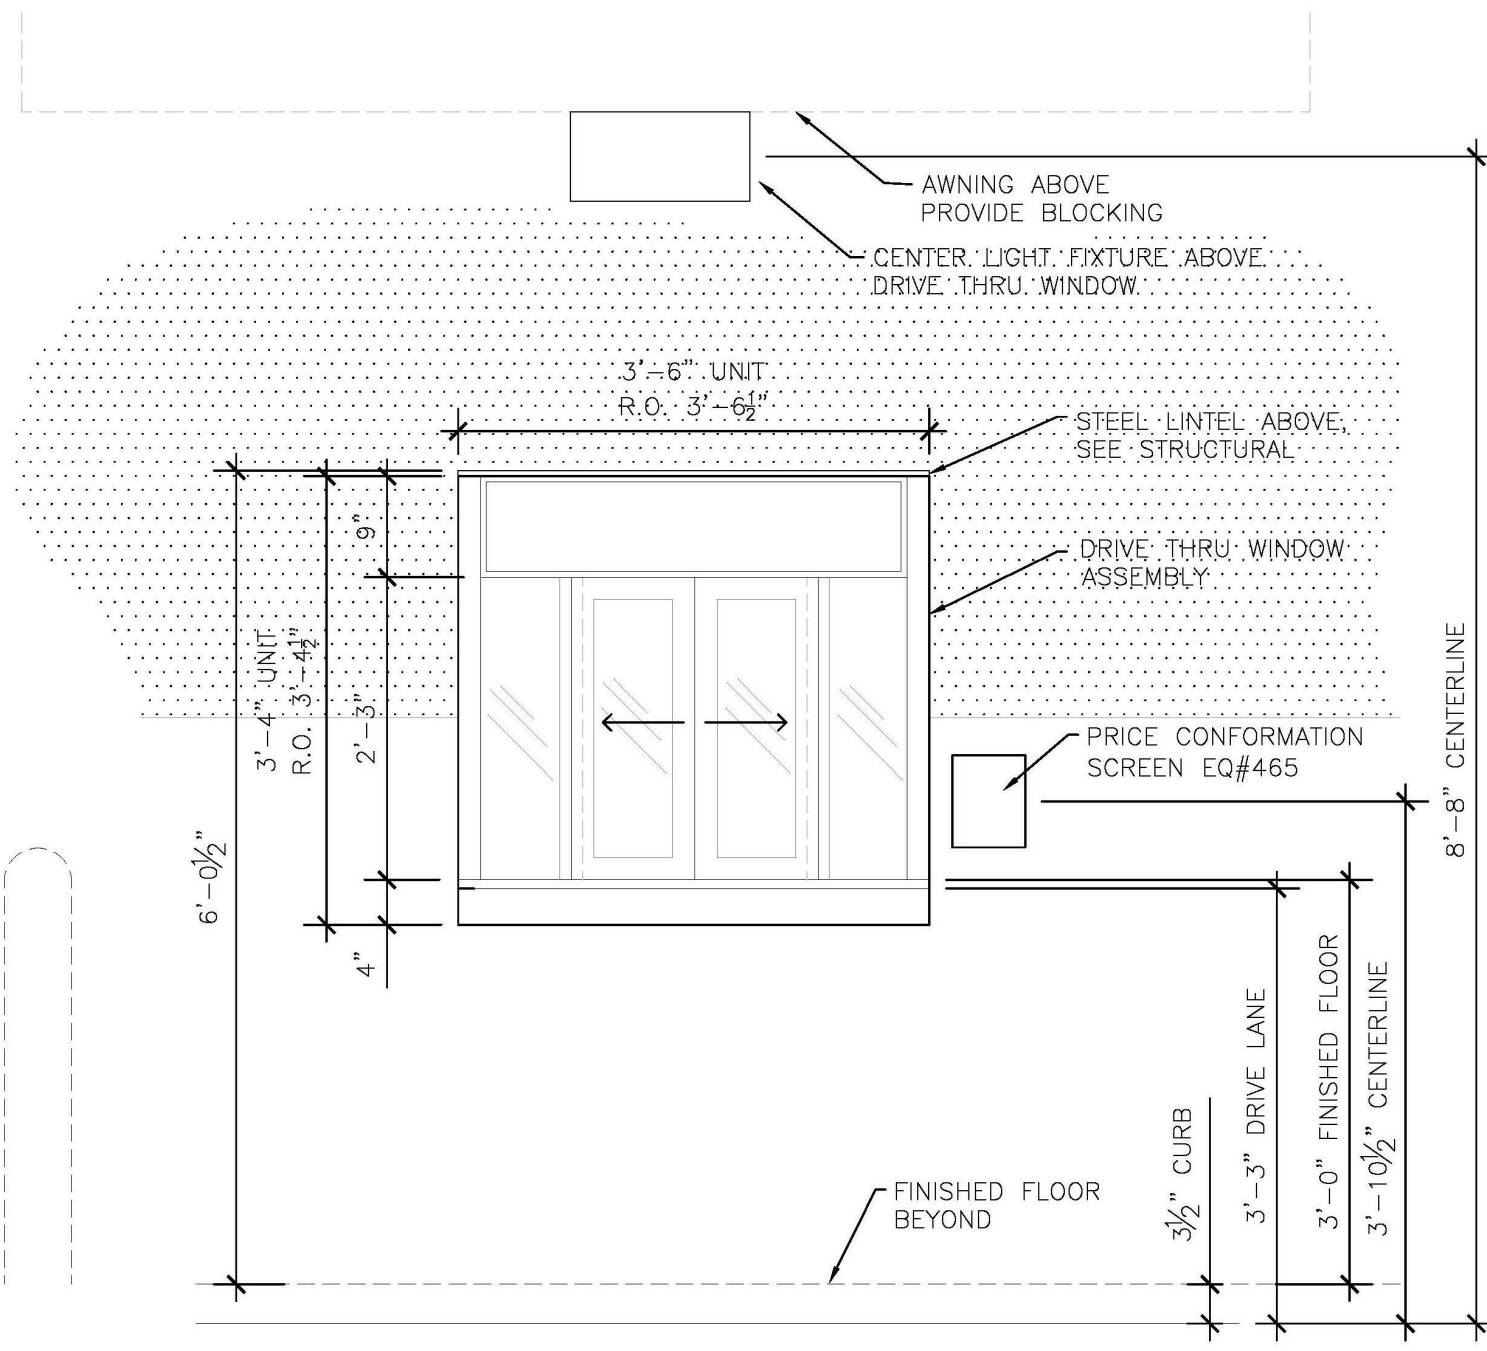 AWNING ABOVE
PROVIDE BLOCKING
CENTER LIGHT FIXTURE ABOVE
DRIVE THRU WINDOW
3'-6" UNIT
R.O. 3'-6½"
STEEL LINTEL ABOVE,
SEE STRUCTURAL
9"
DRIVE THRU WINDOW
ASSEMBLY
3'-4" UNIT
R.O. 3'-4½"
2'-3"
6'-0½"
4"
PRICE CONFORMATION
SCREEN EQ#465
8'-8" CENTERLINE
FINISHED FLOOR
BEYOND
3½" CURB
3'-3" DRIVE LANE
3'-0" FINISHED FLOOR
3'-10½" CENTERLINE